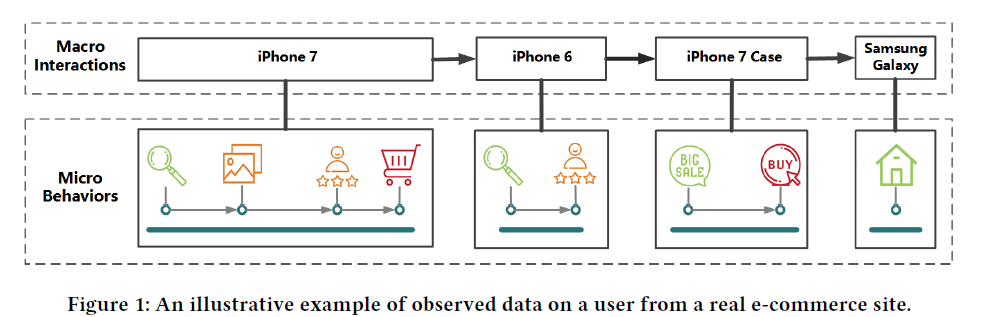 Macro
Interactions
iPhone 7
iPhone 6
iPhone 7 Case
Samsung
Galaxy
Micro
Behaviors
BIG
SALE
BUY
Figure 1: An illustrative example of observed data on a user from a real e-commerce site.